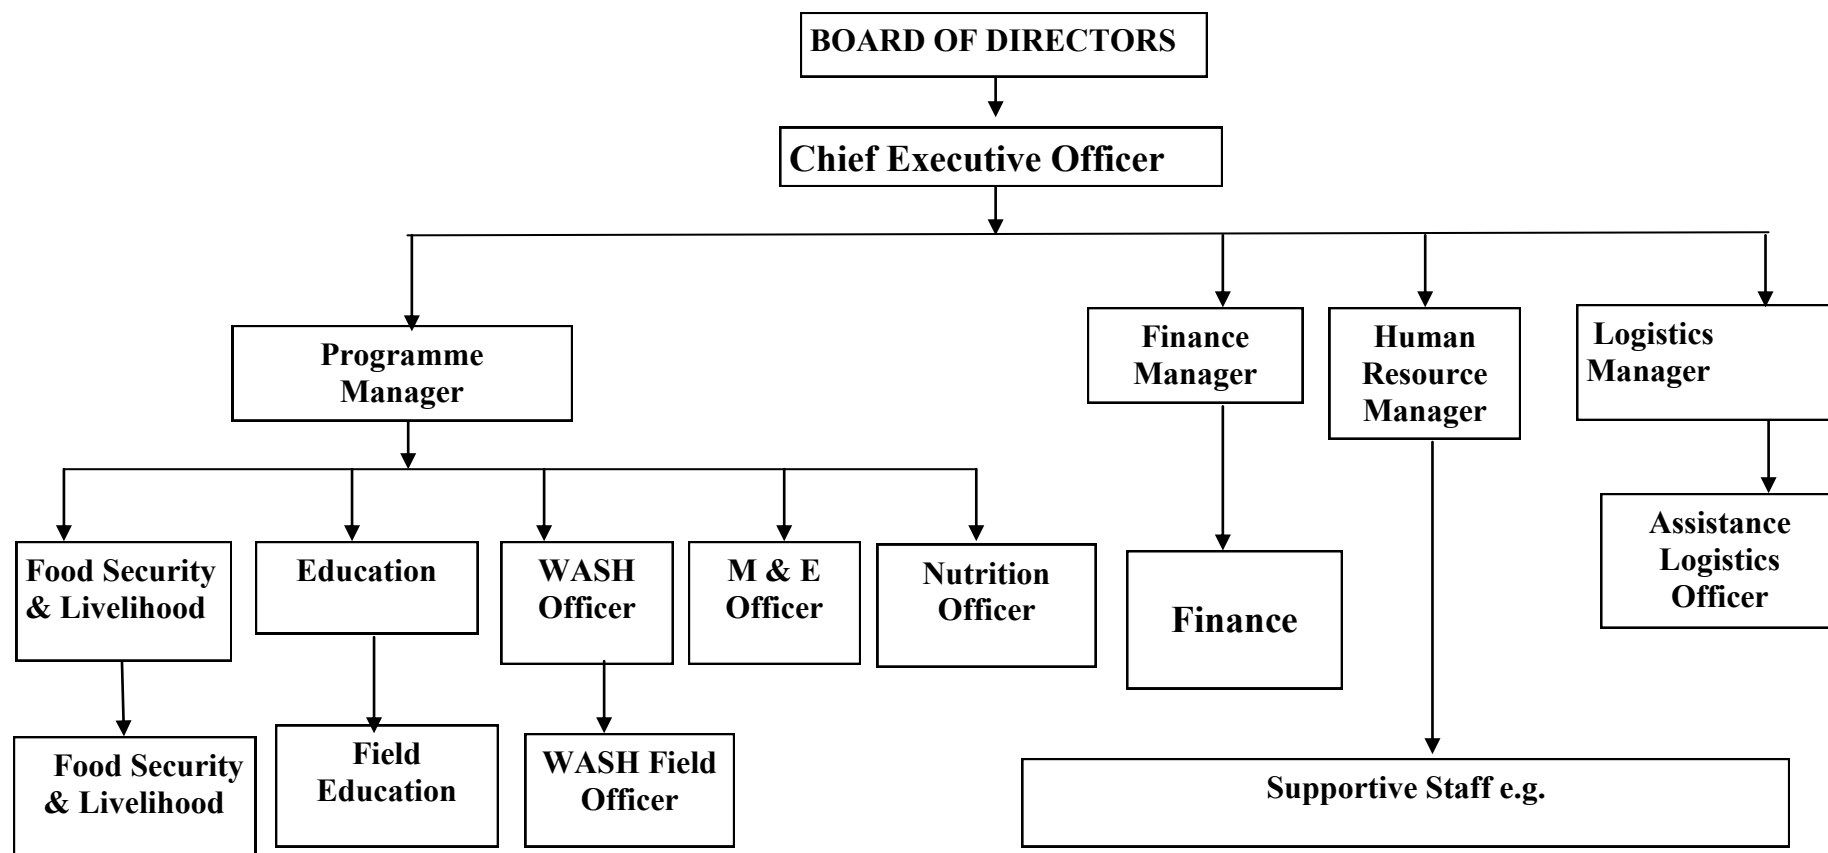 BOARD OF DIRECTORS
Chief Executive Officer
Programme
Manager
Finance
Manager
Human
Resource
Manager
Logistics
Manager
Food Security
& Livelihood
Education
WASH
Officer
M & E
Officer
Nutrition
Officer
Finance
Assistance
Logistics
Officer
Food Security
& Livelihood
Field
Education
WASH Field
Officer
Supportive Staff e.g.